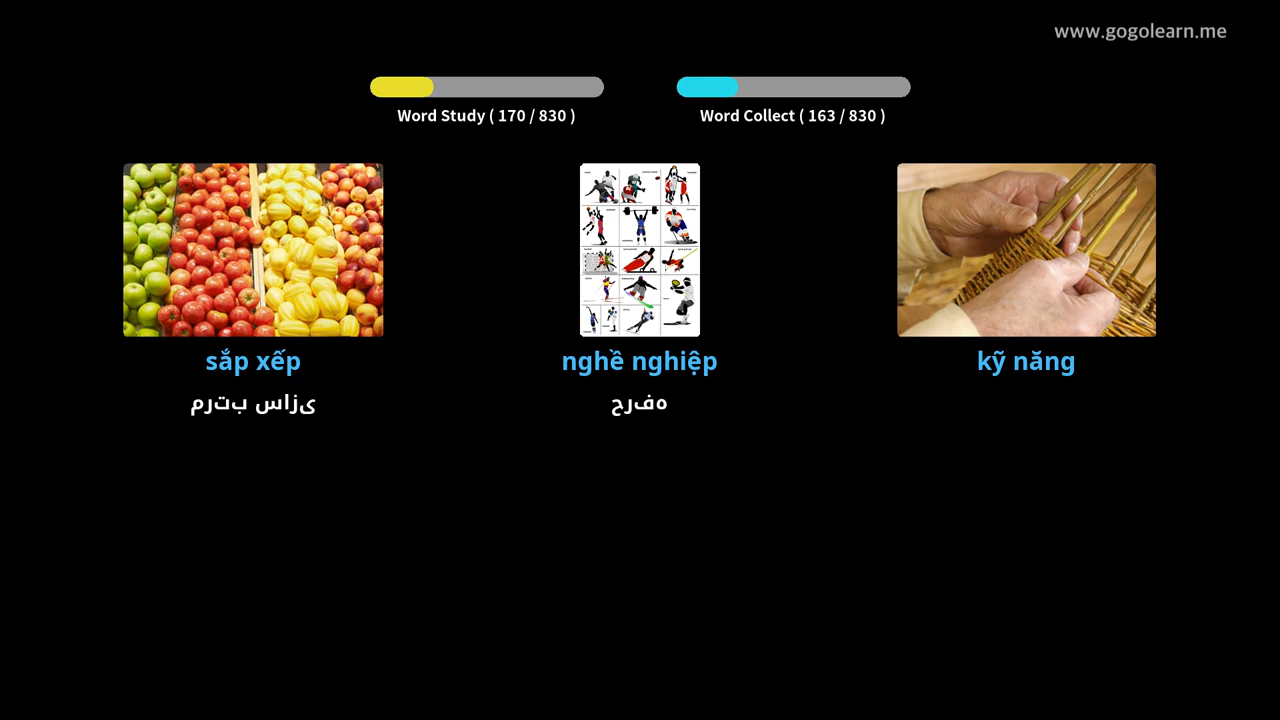 www.gogolearn.me
Word Study ( 170 / 830 )
Word Collect ( 163 / 830 )
sắp xếp
nghề nghiệp
kỹ năng
مرتب سازی
حرفه